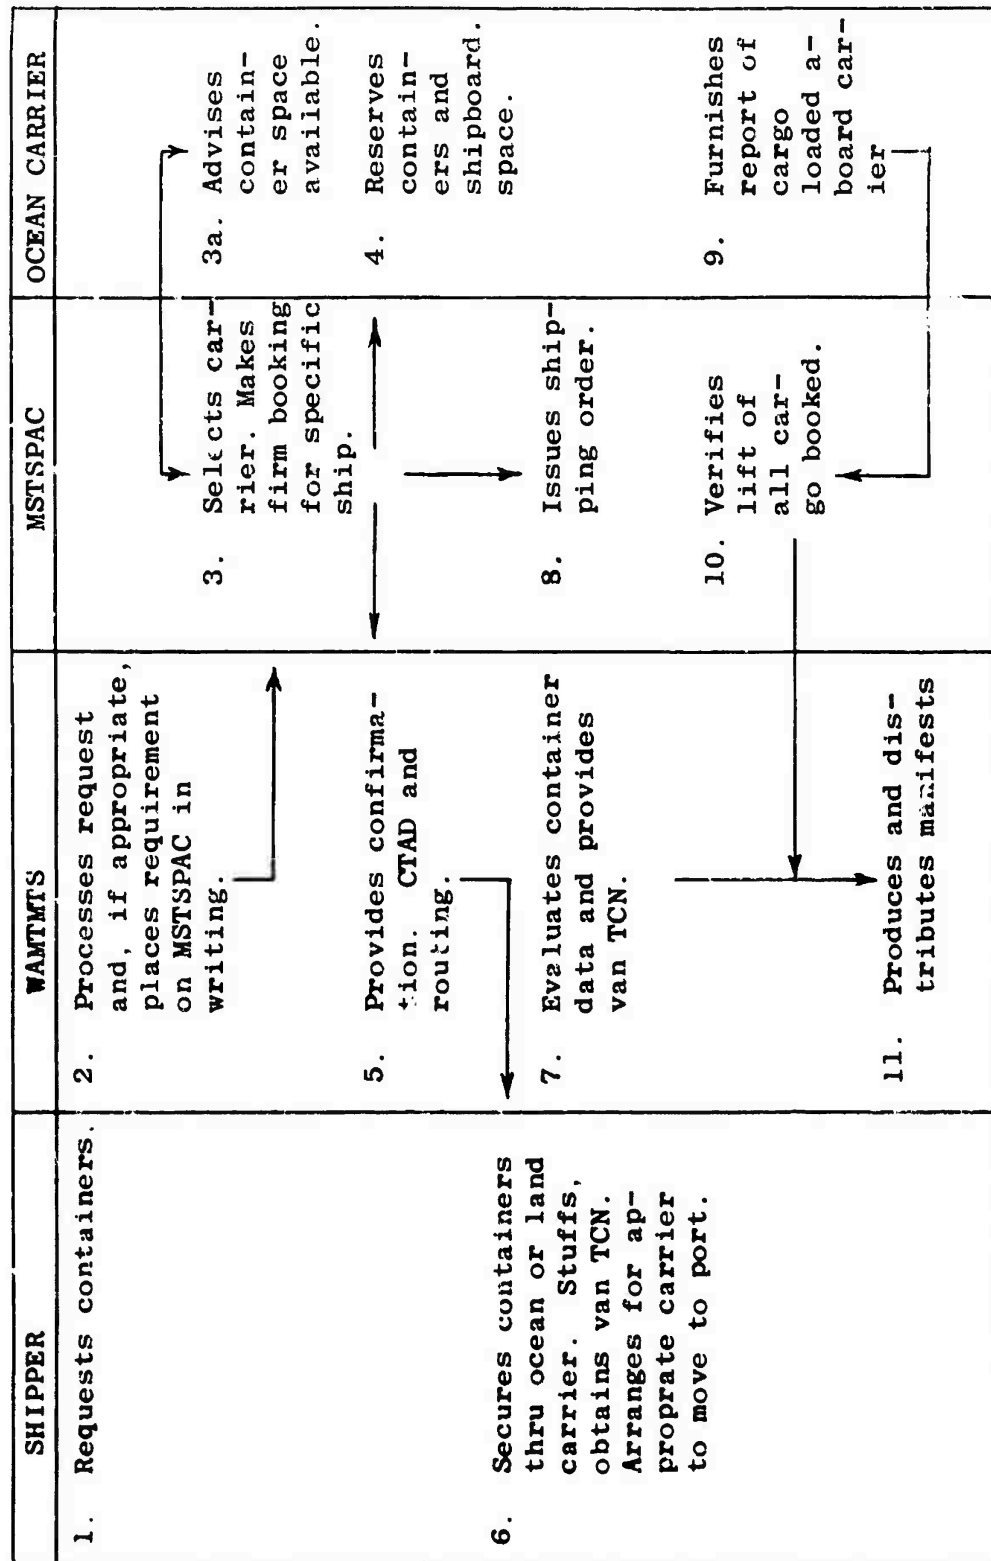 SHIPPER
WAMTMTS
MSTSPAC
OCEAN CARRIER
1. Requests containers.
2. Processes request
and, if appropriate,
places requirement
on MSTSPAC in
writing.
3. Selects car-
rier. Makes
firm booking
for specific
ship.
3a. Advises
contain-
er space
available.
4. Reserves
contain-
ers and
shipboard
space.
5. Provides confirma-
tion. CTAD and
routing.
6. Secures containers
thru ocean or land
carrier. Stuffs,
obtains van TCN.
Arranges for ap-
proprate carrier
to move to port.
7. Evaluates container
data and provides
van TCN.
8. Issues ship-
ping order.
9. Furnishes
report of
cargo
loaded a-
board car-
ier
10. Verifies
lift of
all car-
go booked.
11. Produces and dis-
tributes manifests